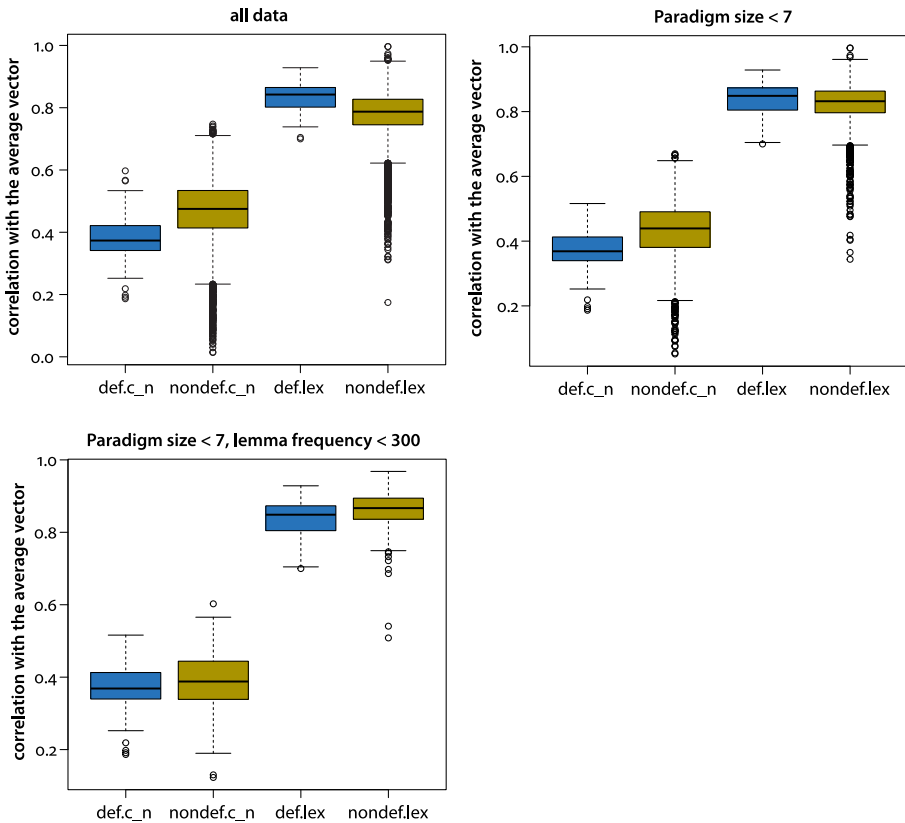 all data
correlation with the average vector
1.0
0.8
0.6
0.4
0.2
0.0
def.c_n nondef.c_n def.lex nondef.lex
Paradigm size < 7
correlation with the average vector
1.0
0.8
0.6
0.4
0.2
def.c_n nondef.c_n def.lex nondef.lex
Paradigm size < 7, lemma frequency < 300
correlation with the average vector
1.0
0.8
0.6
0.4
0.2
def.c_n nondef.c_n def.lex nondef.lex